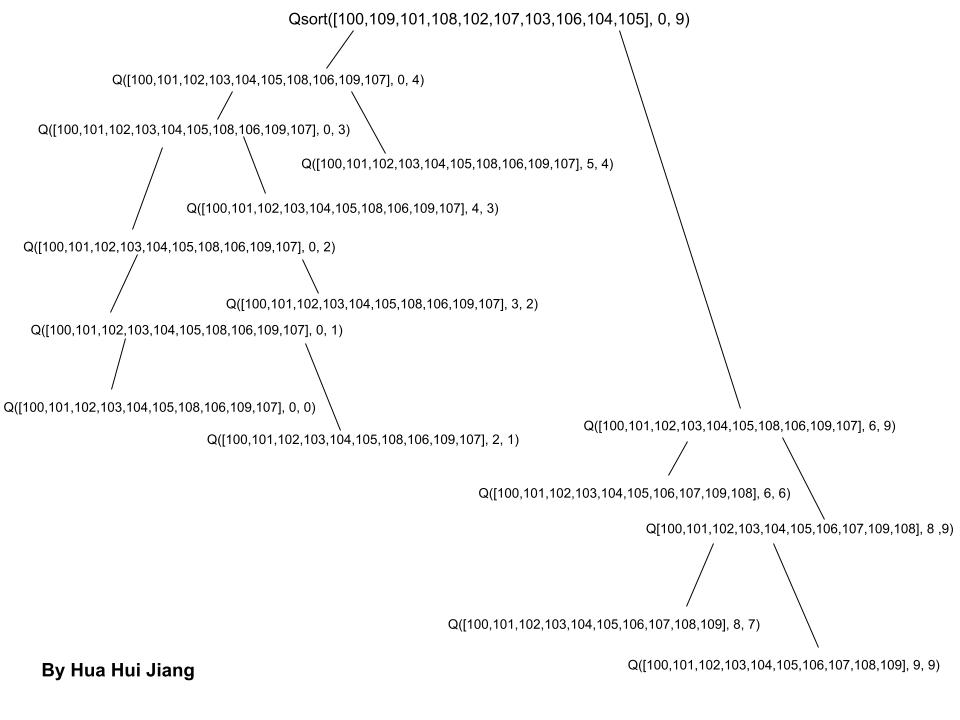 Qsort([100,109,101,108,102,107,103,106,104,105], 0, 9)
Q([100,101,102,103,104,105,108,106,109,107], 0, 4)
Q([100,101,102,103,104,105,108,106,109,107], 0, 3)
Q([100,101,102,103,104,105,108,106,109,107], 5, 4)
Q([100,101,102,103,104,105,108,106,109,107], 4, 3)
Q([100,101,102,103,104,105,108,106,109,107], 0, 2)
Q([100,101,102,103,104,105,108,106,109,107], 3, 2)
Q([100,101,102,103,104,105,108,106,109,107], 0, 1)
Q([100,101,102,103,104,105,108,106,109,107], 0, 0)
Q([100,101,102,103,104,105,108,106,109,107], 2, 1)
Q([100,101,102,103,104,105,108,106,109,107], 6, 9)
Q([100,101,102,103,104,105,106,107,109,108], 6, 6)
Q[100,101,102,103,104,105,106,107,109,108], 8 ,9)
Q([100,101,102,103,104,105,106,107,108,109], 8, 7)
Q([100,101,102,103,104,105,106,107,108,109], 9, 9)
By Hua Hui Jiang